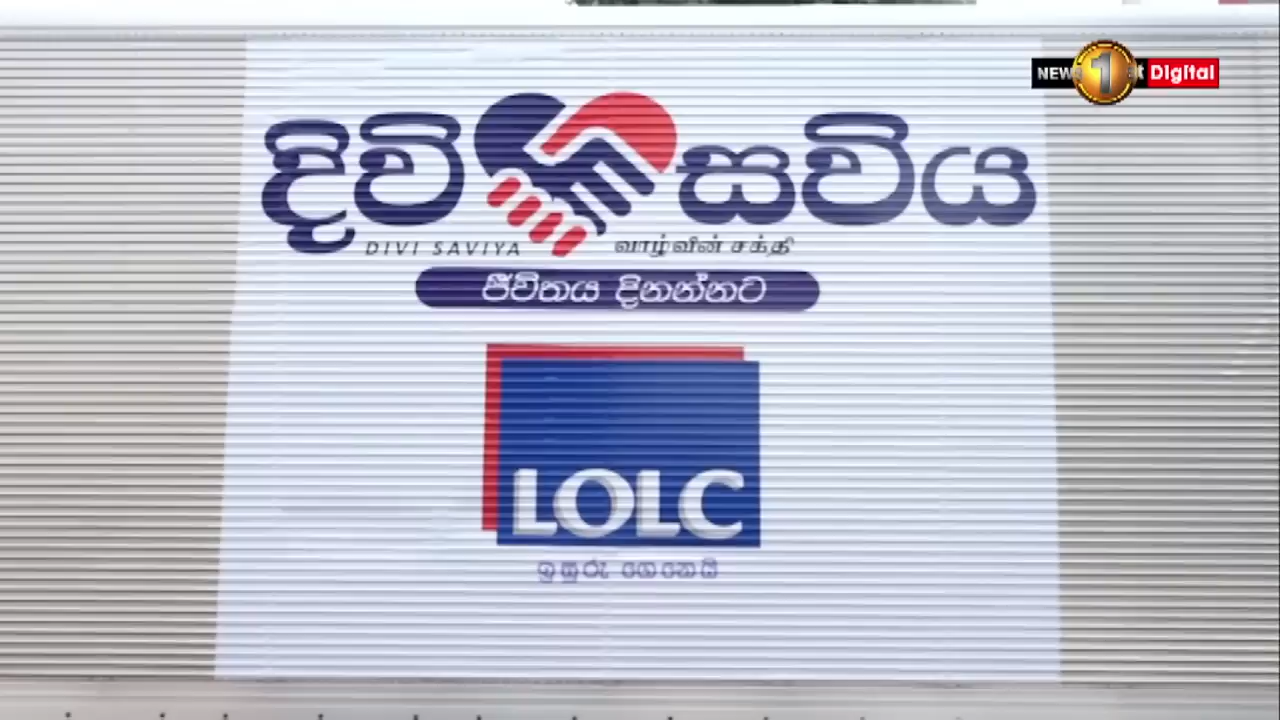 NEWS 1st Digital
දිවි සවිය
DIVI SAVIYA வாழ்வின் சக்தி
ජීවිතය දිනන්නට
LOLC
ඉසුරු ගෙනෙයි